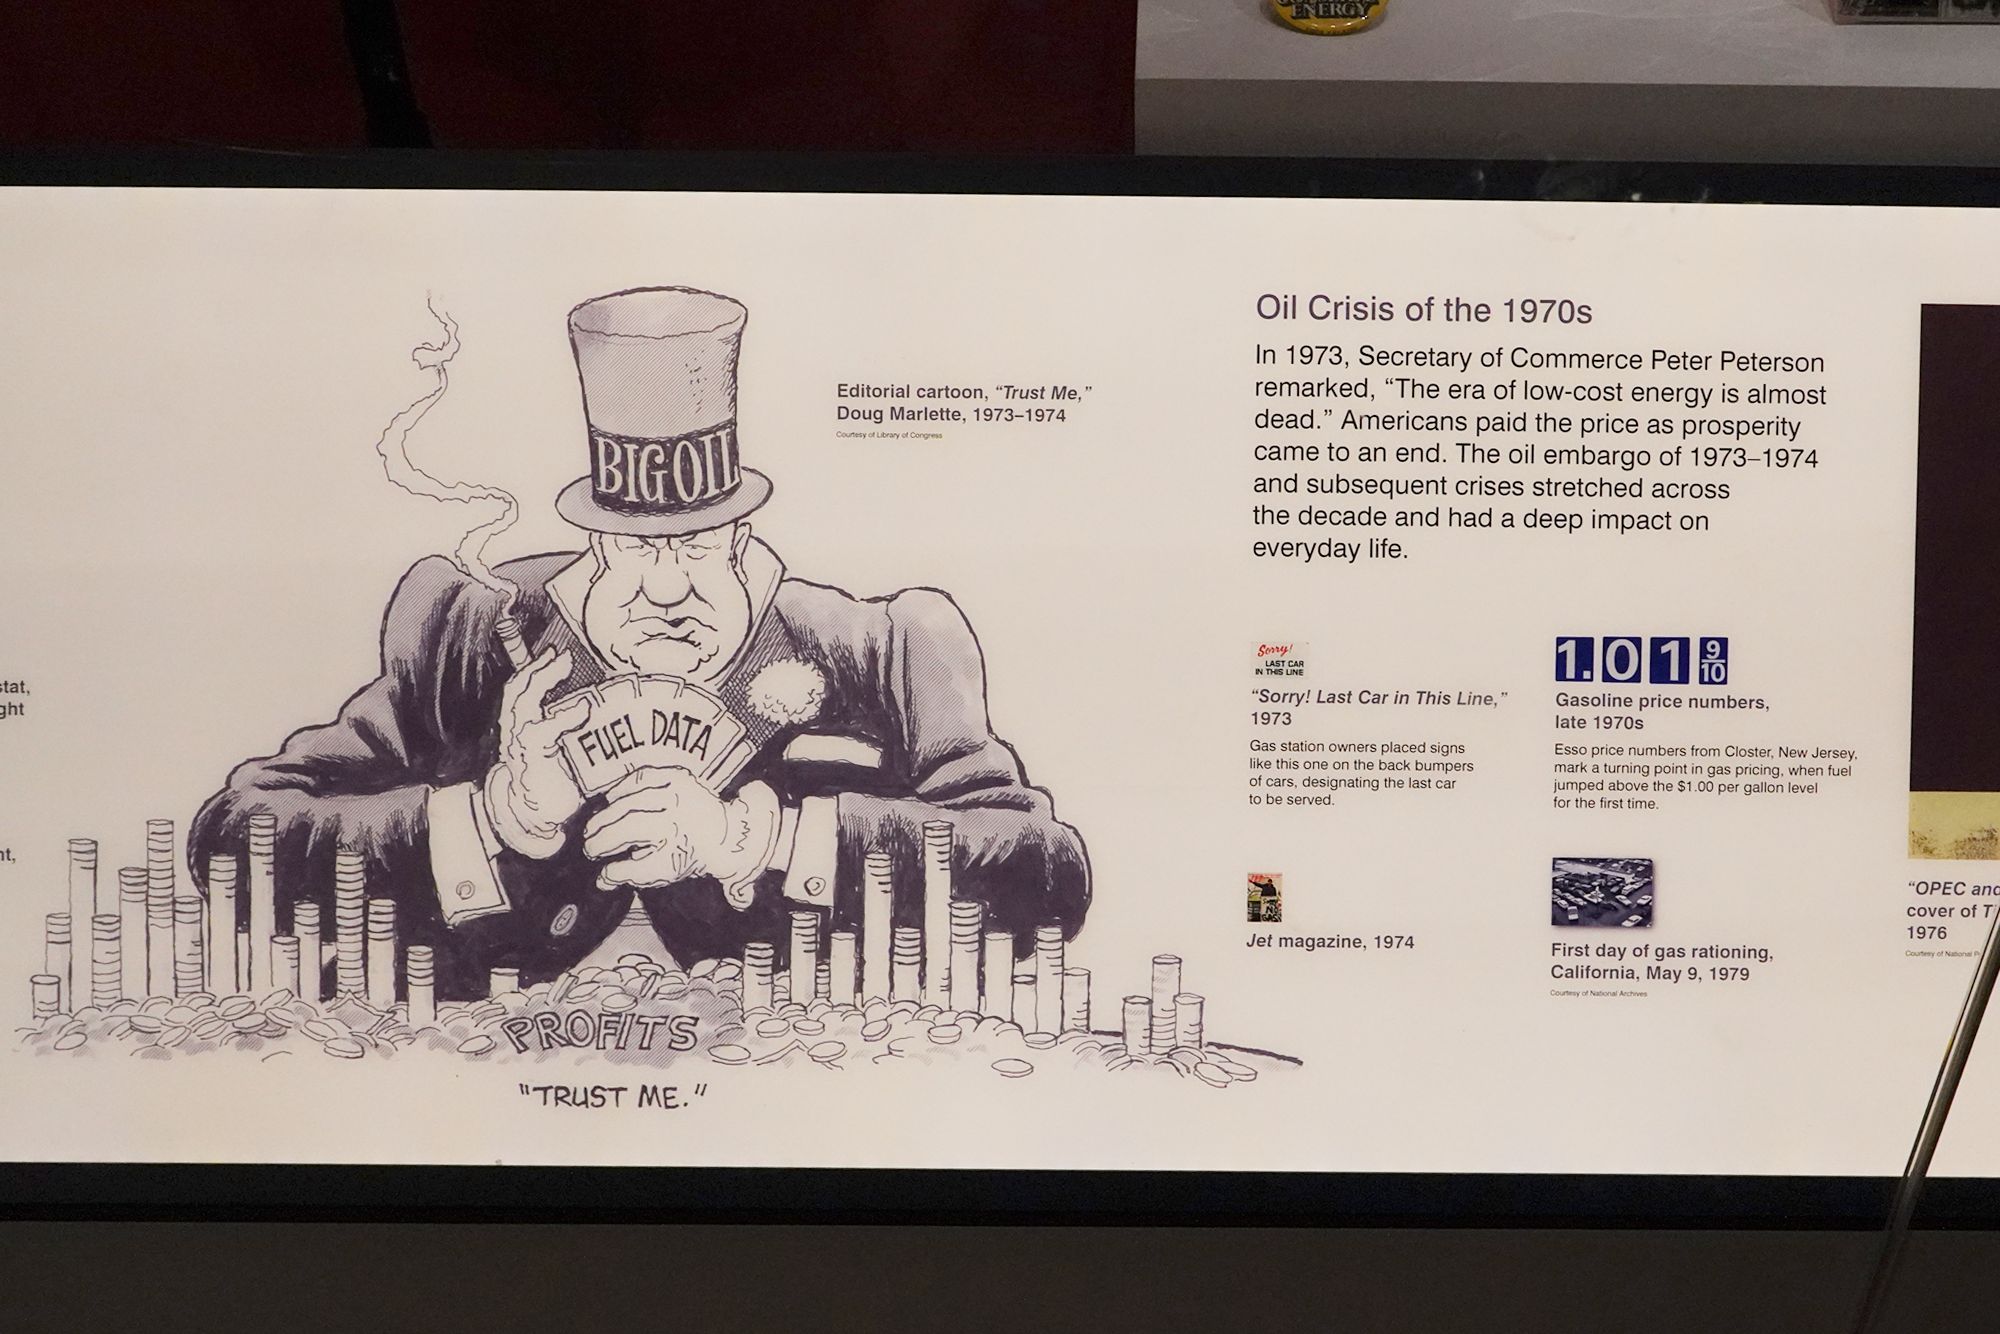 ENERGY
BIG OIL
FUEL DATA
PROFITS
"TRUST ME."
Editorial cartoon, “Trust Me,”
Doug Marlette, 1973–1974
Courtesy of Library of Congress
Oil Crisis of the 1970s
In 1973, Secretary of Commerce Peter Peterson
remarked, “The era of low-cost energy is almost
dead.” Americans paid the price as prosperity
came to an end. The oil embargo of 1973–1974
and subsequent crises stretched across
the decade and had a deep impact on
everyday life.
Sorry!
LAST CAR
IN THIS LINE
“Sorry! Last Car in This Line,”
1973
Gas station owners placed signs
like this one on the back bumpers
of cars, designating the last car
to be served.
1.01 9/10
Gasoline price numbers,
late 1970s
Esso price numbers from Closter, New Jersey,
mark a turning point in gas pricing, when fuel
jumped above the $1.00 per gallon level
for the first time.
Jet magazine, 1974
First day of gas rationing,
California, May 9, 1979
Courtesy of National Archives
“OPEC and
cover of T
1976
Courtesy of National